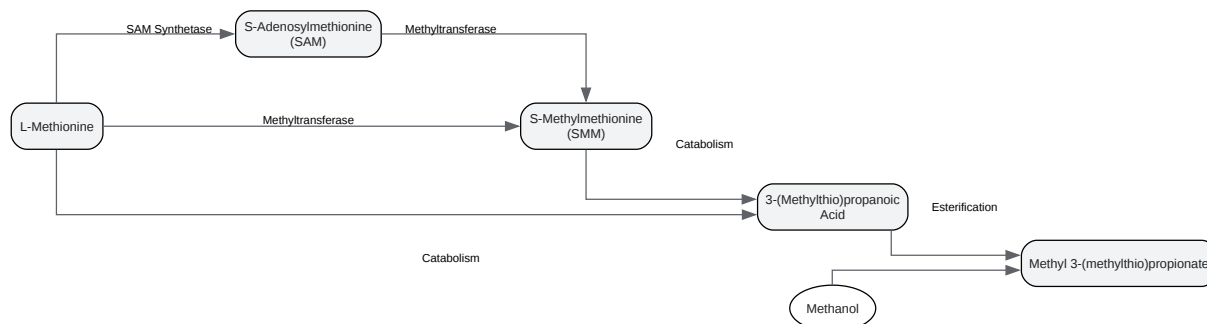 SAM Synthetase
S-Adenosylmethionine
(SAM)
Methyltransferase
L-Methionine
Methyltransferase
S-Methylmethionine
(SMM)
Catabolism
3-(Methylthio)propanoic
Acid
Esterification
Catabolism
Methyl 3-(methylthio)propionate
Methanol